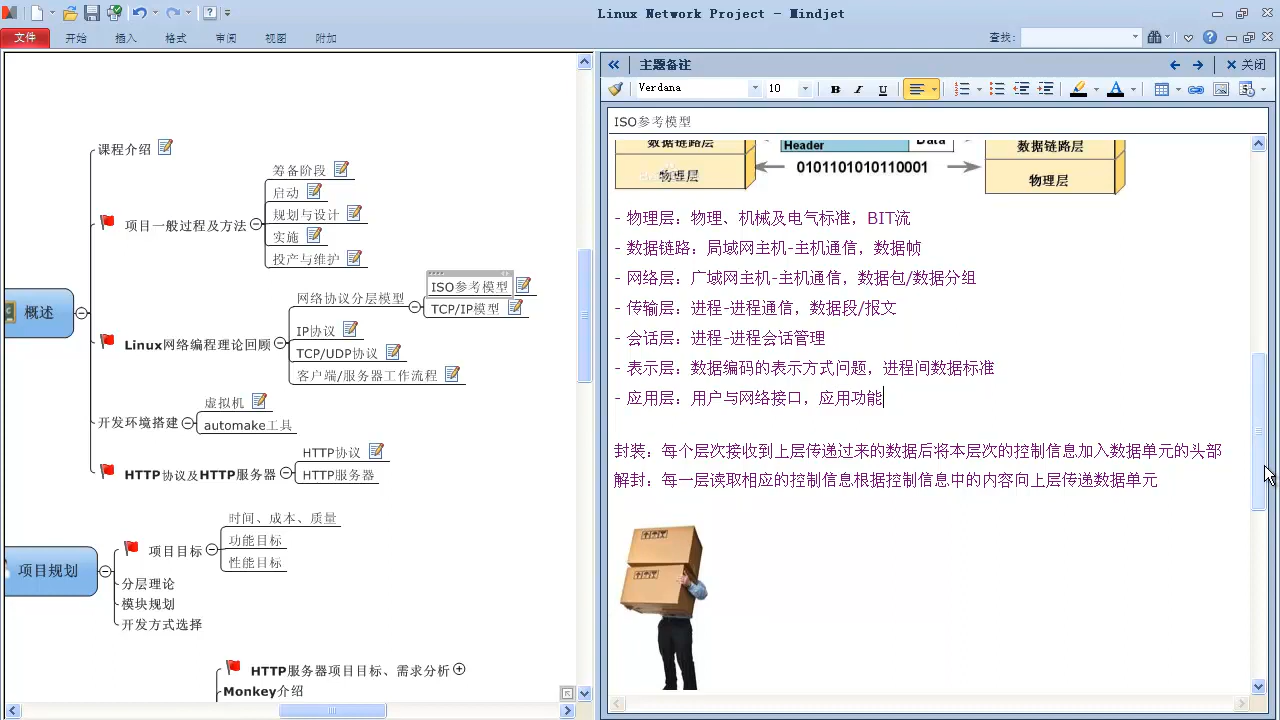 Linux Network Project - Mindjet
文件 开始 插入 格式 审阅 视图 附加 查找:
主题备注 关闭
Verdana 10 B I U
ISO参考模型
课程介绍
项目一般过程及方法
筹备阶段
启动
规划与设计
实施
投产与维护
概述
Linux网络编程理论回顾
网络协议分层模型
ISO参考模型
TCP/IP模型
IP协议
TCP/UDP协议
客户端/服务器工作流程
开发环境搭建
虚拟机
automake工具
HTTP协议及HTTP服务器
HTTP协议
HTTP服务器
项目规划
项目目标
时间、成本、质量
功能目标
性能目标
分层理论
模块规划
开发方式选择
HTTP服务器项目目标、需求分析
Monkey介绍
数据链路层 Header Data 数据链路层
物理层 0101101010110001 物理层
- 物理层：物理、机械及电气标准，BIT流
- 数据链路：局域网主机-主机通信，数据帧
- 网络层：广域网主机-主机通信，数据包/数据分组
- 传输层：进程-进程通信，数据段/报文
- 会话层：进程-进程会话管理
- 表示层：数据编码的表示方式问题，进程间数据标准
- 应用层：用户与网络接口，应用功能
封装：每个层次接收到上层传递过来的数据后将本层次的控制信息加入数据单元的头部
解封：每一层读取相应的控制信息根据控制信息中的内容向上层传递数据单元